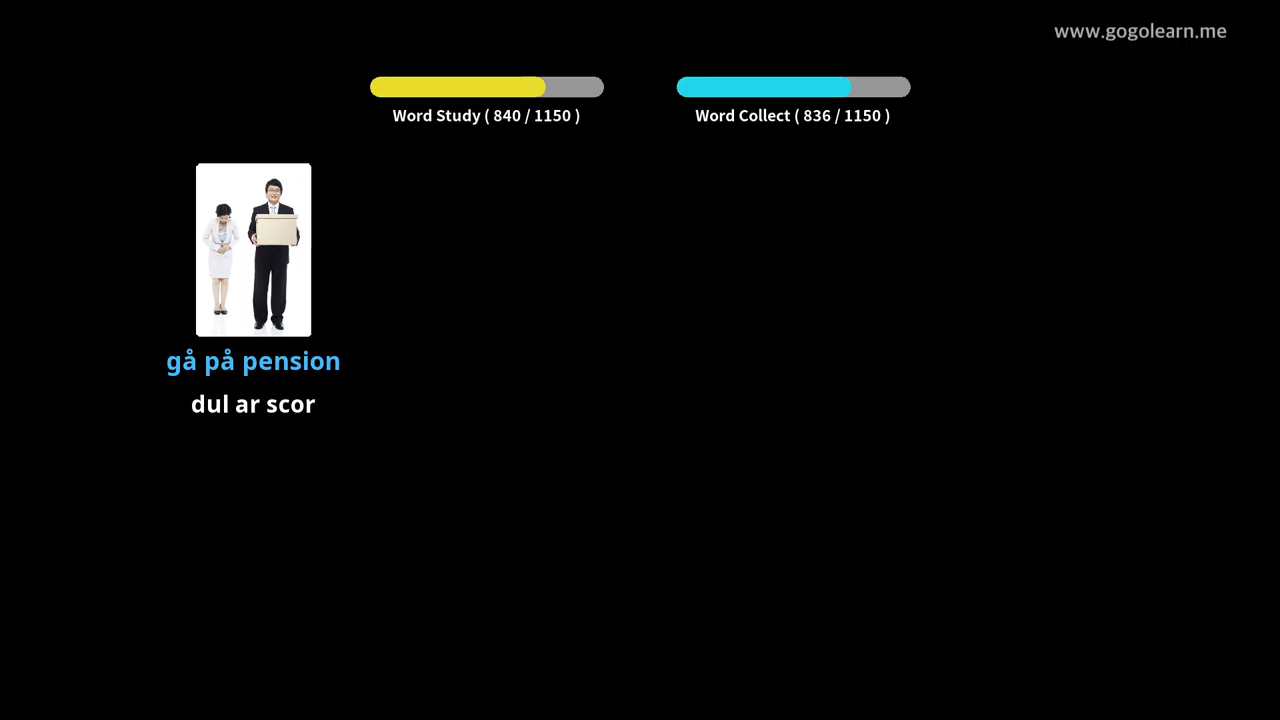 www.gogolearn.me
Word Study ( 840 / 1150 )
Word Collect ( 836 / 1150 )
gå på pension
dul ar scor